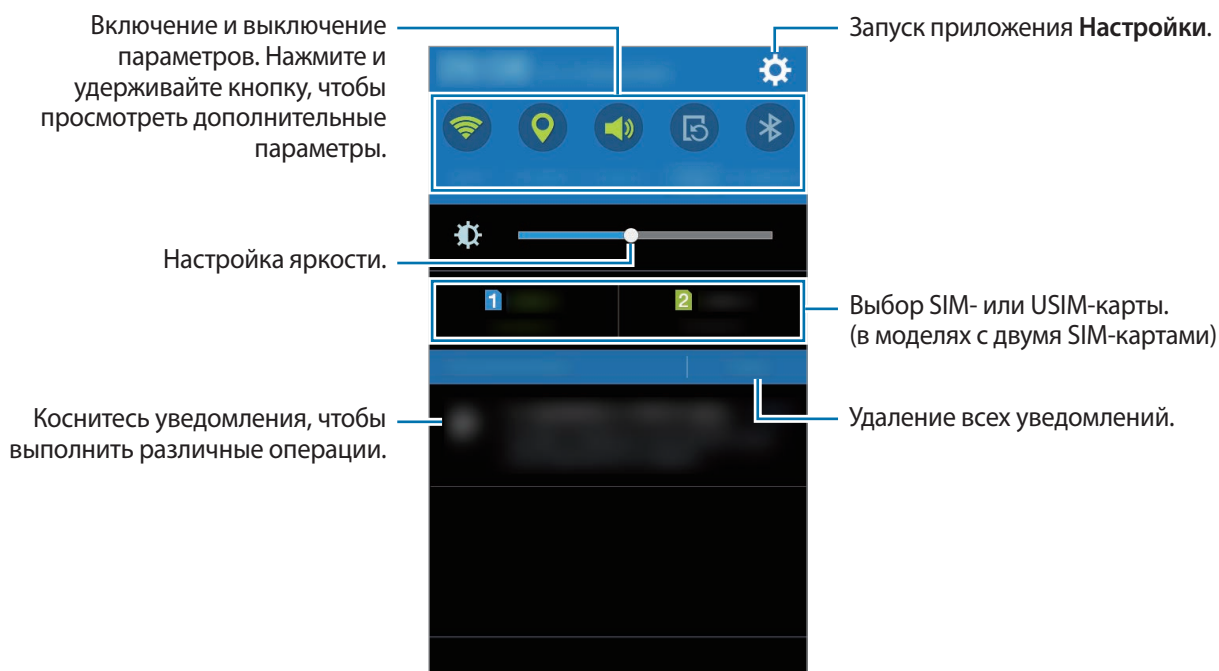 Включение и выключение
параметров. Нажмите и
удерживайте кнопку, чтобы
просмотреть дополнительные
параметры.
Запуск приложения Настройки.
Настройка яркости.
1
2
Выбор SIM- или USIM-карты.
(в моделях с двумя SIM-картами)
Коснитесь уведомления, чтобы
выполнить различные операции.
Удаление всех уведомлений.